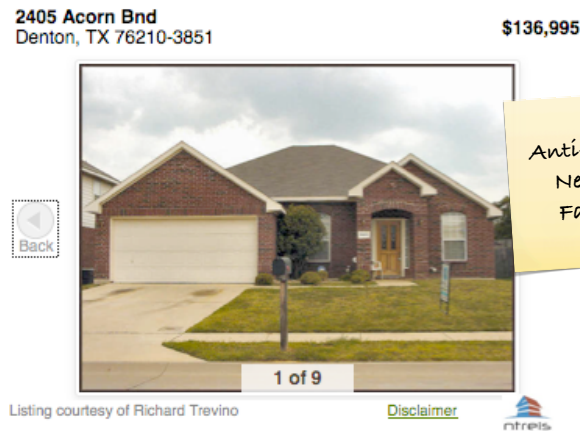 2405 Acorn Bnd
Denton, TX 76210-3851
$136,995
Back
1 of 9
Listing courtesy of Richard Trevino
Disclaimer
ntreis